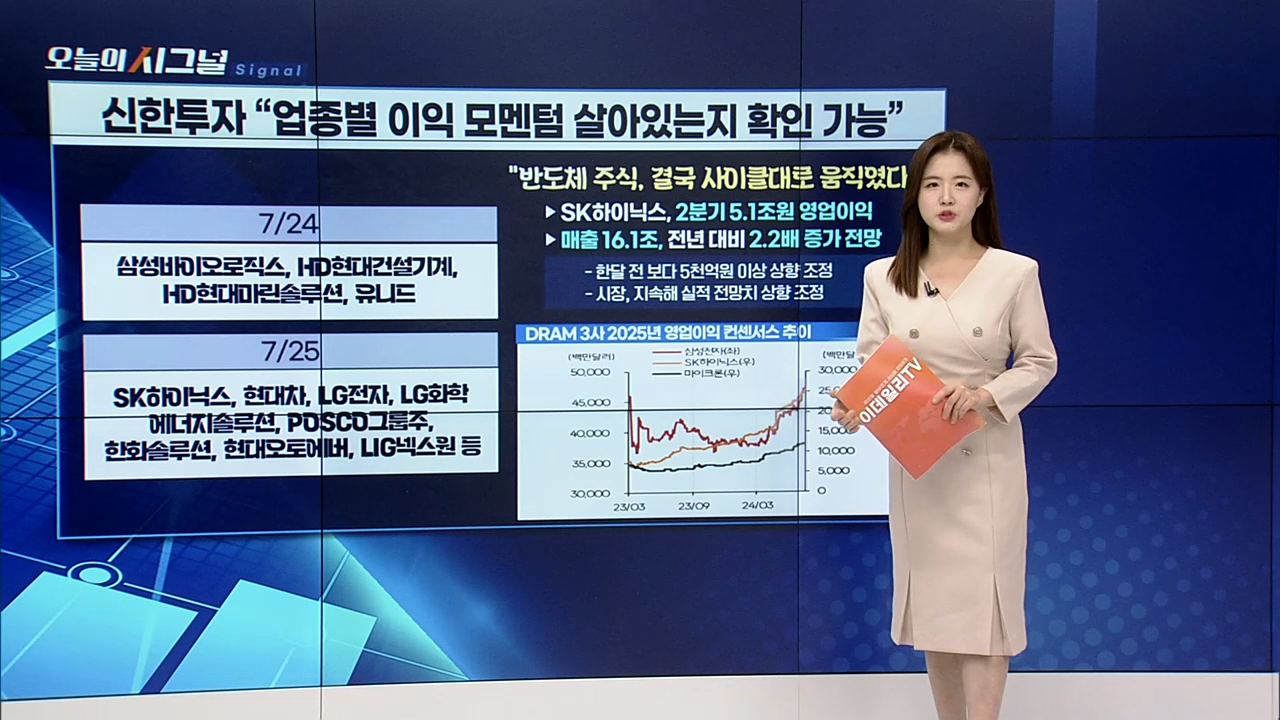 오늘의 시그널 Signal
신한투자 “업종별 이익 모멘텀 살아있는지 확인 가능”
7/24
삼성바이오로직스, HD현대건설기계,
HD현대마린솔루션, 유니드
7/25
SK하이닉스, 현대차, LG전자, LG화학
에너지솔루션, POSCO그룹주,
한화솔루션, 현대오토에버, LIG넥스원 등
"반도체 주식, 결국 사이클대로 움직였다
▶ SK하이닉스, 2분기 5.1조원 영업이익
▶ 매출 16.1조, 전년 대비 2.2배 증가 전망
- 한달 전 보다 5천억원 이상 상향 조정
- 시장, 지속해 실적 전망치 상향 조정
DRAM 3사 2025년 영업이익 컨센서스 추이
(백만달러)
삼성전자(좌)
SK하이닉스(우)
마이크론(우)
(백만달
50,000
45,000
40,000
35,000
30,000
30,000
25,
20
15,0
10,000
5,000
0
23/03 23/09 24/03
이데일리TV